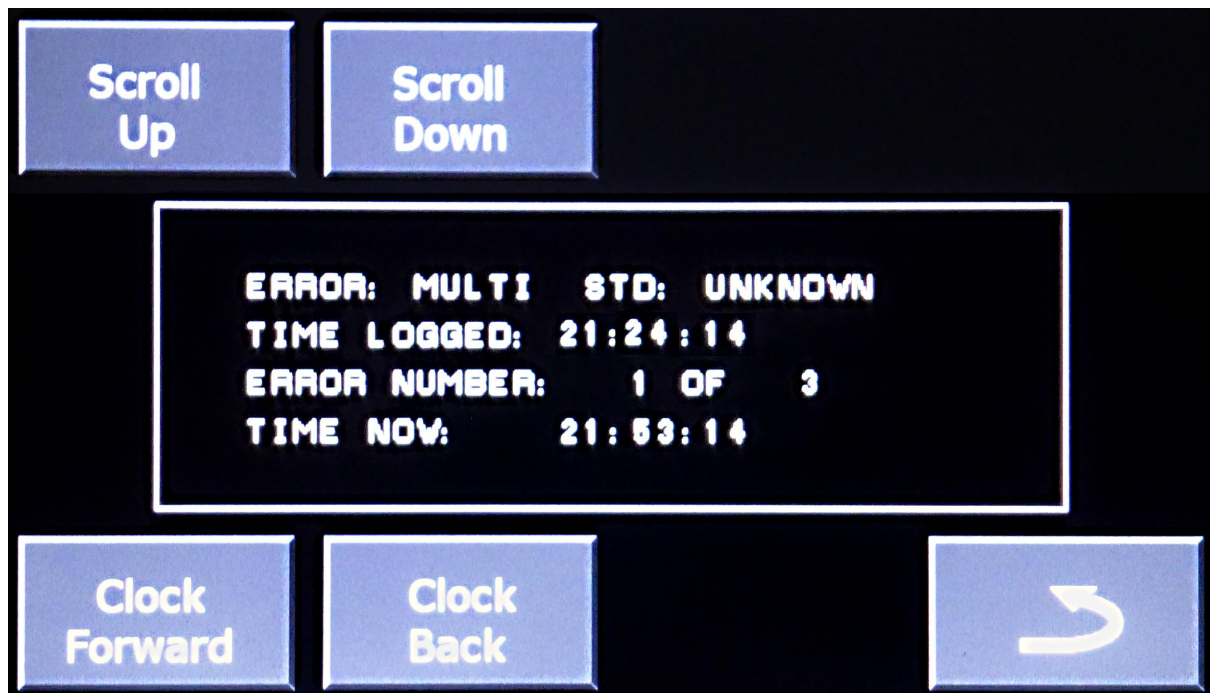 Scroll
Up
Scroll
Down
ERROR: MULTI STD: UNKNOWN
TIME LOGGED: 21:24:14
ERROR NUMBER: 1 OF 3
TIME NOW: 21:53:14
Clock
Forward
Clock
Back